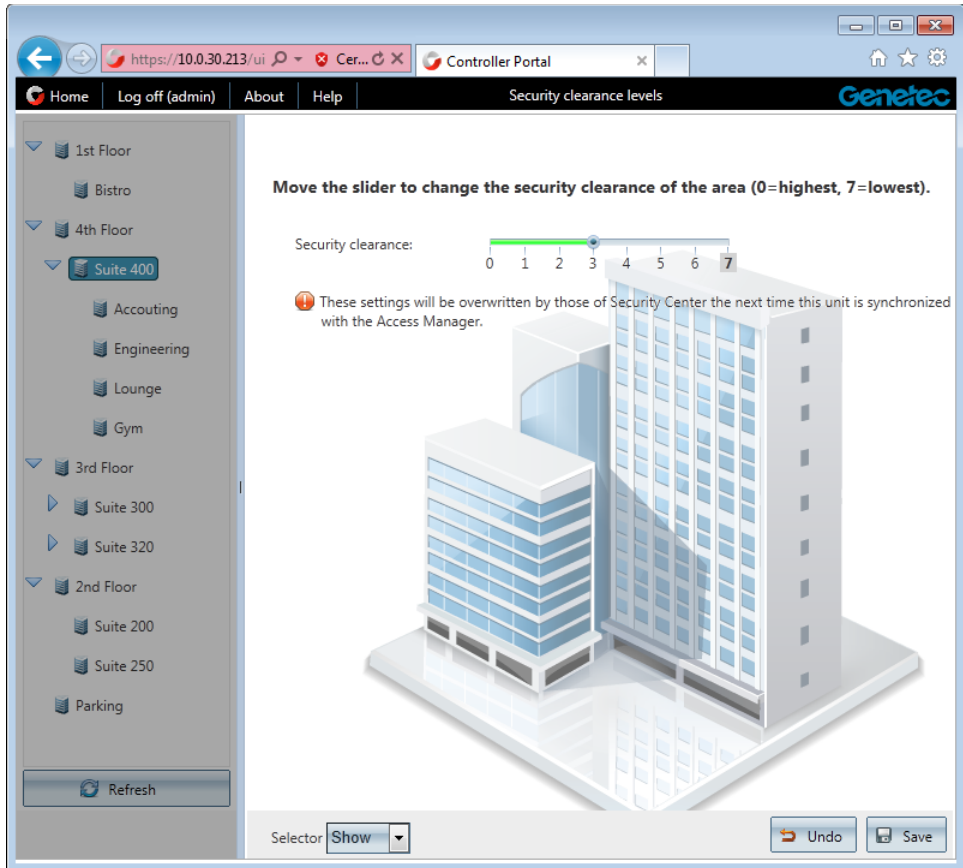 https://10.0.30.213/ui
Cer...
Controller Portal
Home
Log off (admin)
About
Help
Security clearance levels
Genetec
1st Floor
Bistro
4th Floor
Suite 400
Accouting
Engineering
Lounge
Gym
3rd Floor
Suite 300
Suite 320
2nd Floor
Suite 200
Suite 250
Parking
Refresh
Move the slider to change the security clearance of the area (0=highest, 7=lowest).
Security clearance:
0 1 2 3 4 5 6 7
These settings will be overwritten by those of Security Center the next time this unit is synchronized
with the Access Manager.
Selector Show
Undo
Save